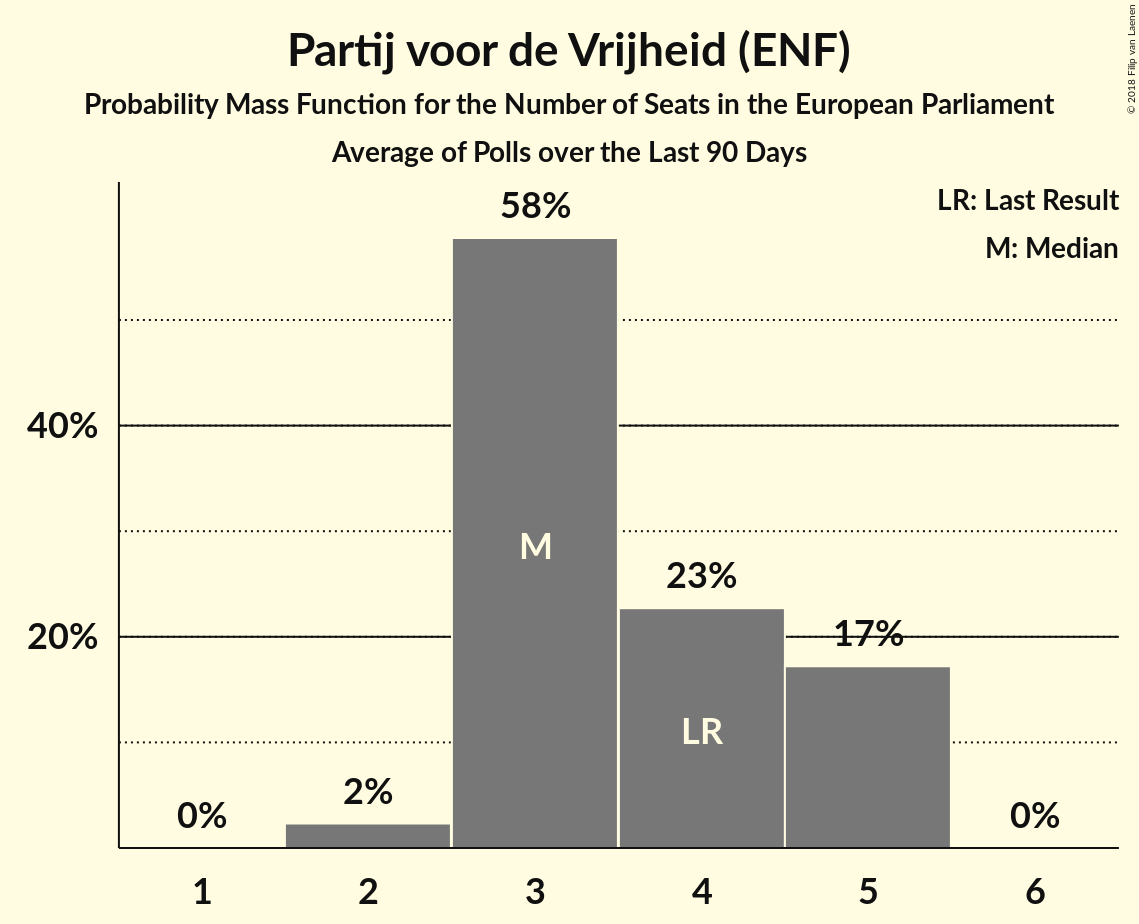 Partij voor de Vrijheid (ENF)
Probability Mass Function for the Number of Seats in the European Parliament
Average of Polls over the Last 90 Days
© 2018 Filip van Laenen
LR: Last Result
M: Median
58%
40%
M
23%
20%
17%
LR
2%
0%
0%
1 2 3 4 5 6